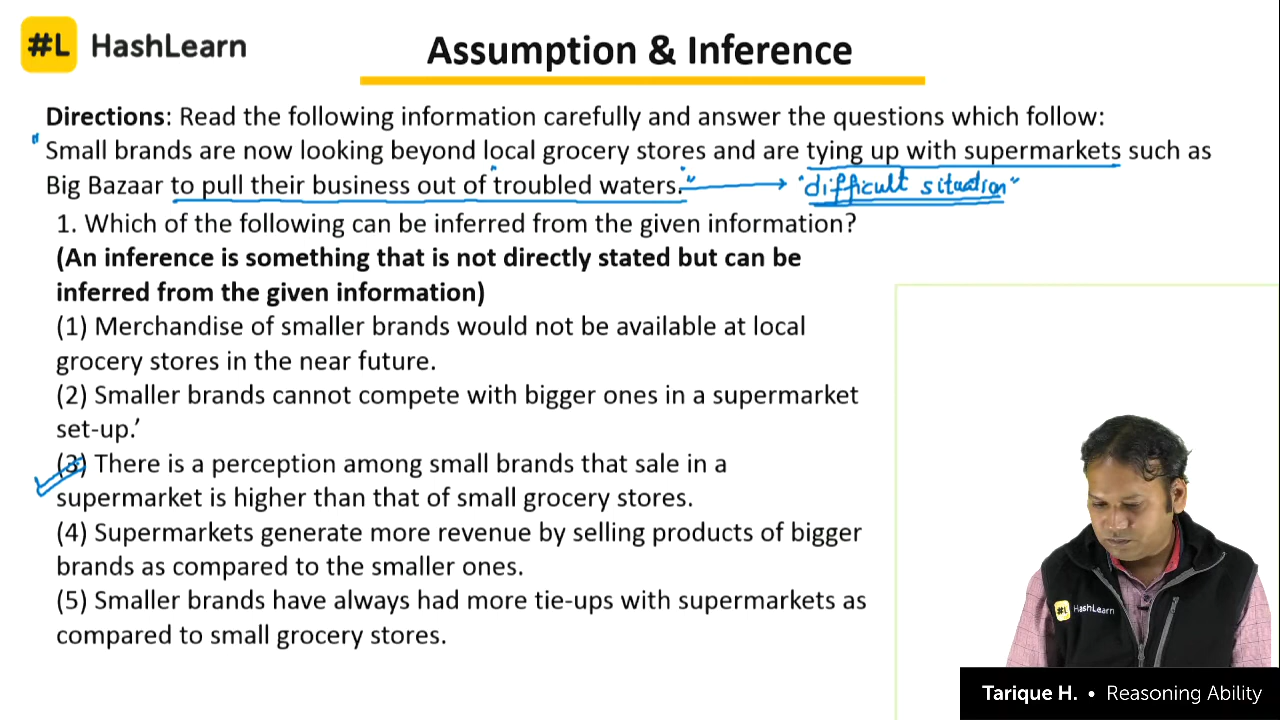 #L HashLearn
Assumption & Inference
Directions: Read the following information carefully and answer the questions which follow:
"Small brands are now looking beyond local grocery stores and are tying up with supermarkets such as
Big Bazaar to pull their business out of "troubled waters."" → "difficult situation"
1. Which of the following can be inferred from the given information?
(An inference is something that is not directly stated but can be
inferred from the given information)
(1) Merchandise of smaller brands would not be available at local
grocery stores in the near future.
(2) Smaller brands cannot compete with bigger ones in a supermarket
set-up.’
(3) There is a perception among small brands that sale in a
supermarket is higher than that of small grocery stores.
(4) Supermarkets generate more revenue by selling products of bigger
brands as compared to the smaller ones.
(5) Smaller brands have always had more tie-ups with supermarkets as
compared to small grocery stores.
#L HashLearn
Tarique H. • Reasoning Ability